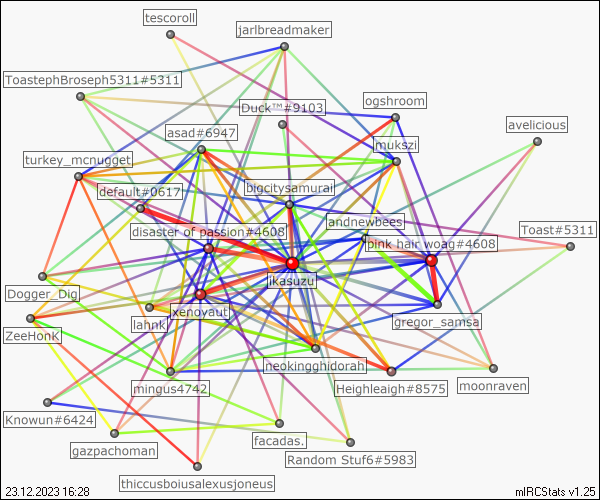 tescoroll
jarlbreadmaker
ToastephBroseph5311#5311
Duck™#9103
ogshroom
asad#6947
mukszi
avelicious
turkey_mcnugget
default#0617
bigcitysamurai
andnewbees
Toast#5311
disaster of passion#4608
pink hair woag#4608
ikasuzu
Dogger_Dig
xenovaut
lahnk
gregor_samsa
ZeeHonK
neokingghidorah
mingus4742
Heighleaigh#8575
moonraven
Knowun#6424
facadas.
gazpachoman
Random Stuf6#5983
thiccusboiusalexusjoneus
23.12.2023 16:28
mIRCStats v1.25